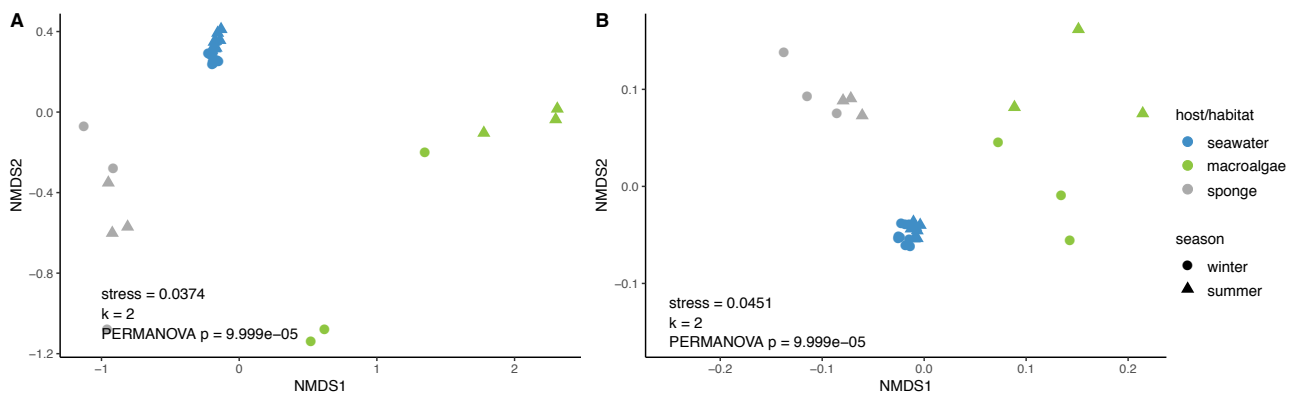 A
0.4
0.0
−0.4
−0.8
−1.2
NMDS2
stress = 0.0374
k = 2
PERMANOVA p = 9.999e−05
−1
0
1
2
NMDS1
B
0.1
0.0
−0.1
NMDS2
stress = 0.0451
k = 2
PERMANOVA p = 9.999e−05
−0.2
−0.1
0.0
0.1
0.2
NMDS1
host/habitat
seawater
macroalgae
sponge
season
winter
summer